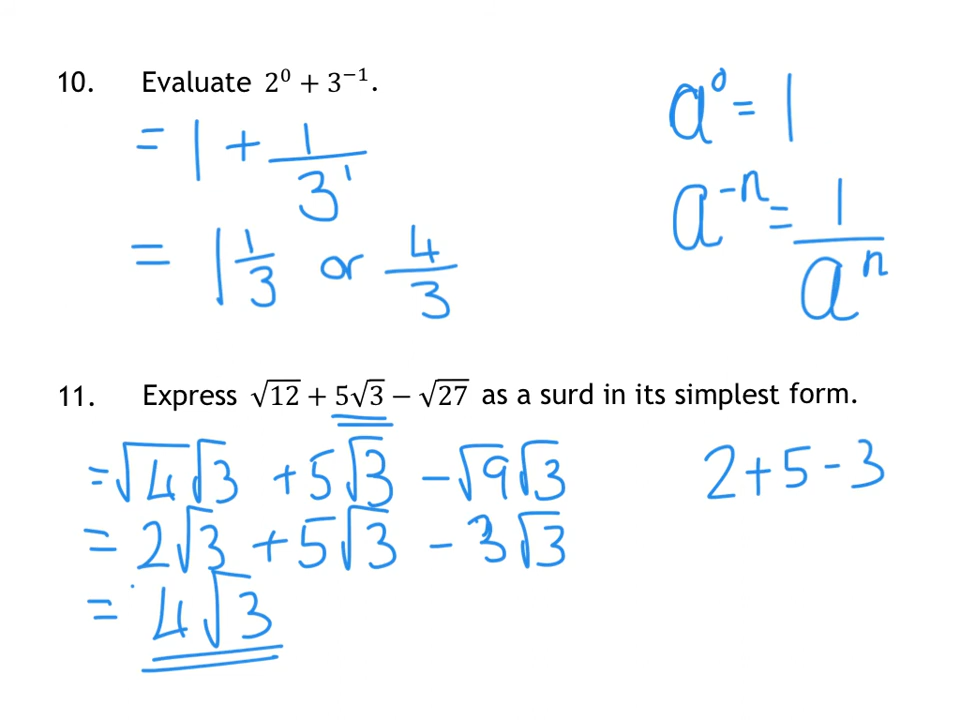 10. Evaluate 2⁰ + 3⁻¹.
= 1 + 1/3¹
= 1 1/3 or 4/3
a⁰ = 1
a⁻ⁿ = 1/aⁿ
11. Express √12 + 5√3 − √27 as a surd in its simplest form.
= √4√3 + 5√3 − √9√3
= 2√3 + 5√3 − 3√3
= 4√3
2 + 5 − 3